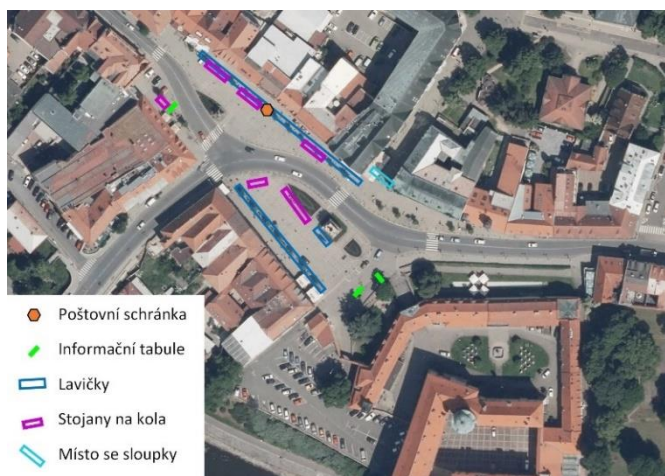 Poštovní schránka
Informační tabule
Lavičky
Stojany na kola
Místo se sloupky